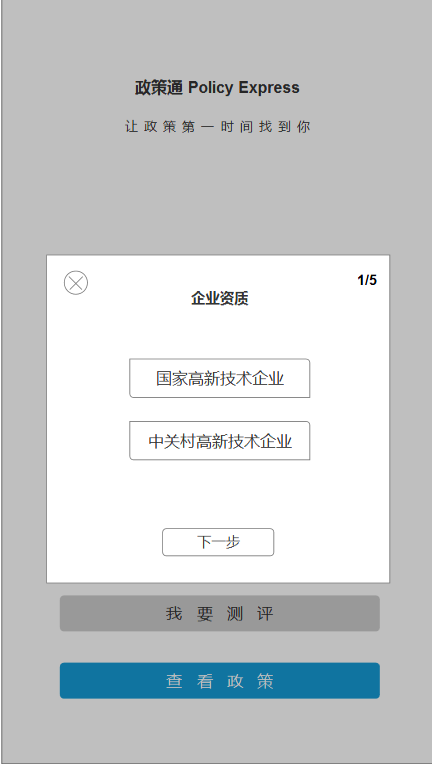 政策通 Policy Express
让政策第一时间找到你
1/5
企业资质
国家高新技术企业
中关村高新技术企业
下一步
我要测评
查看政策